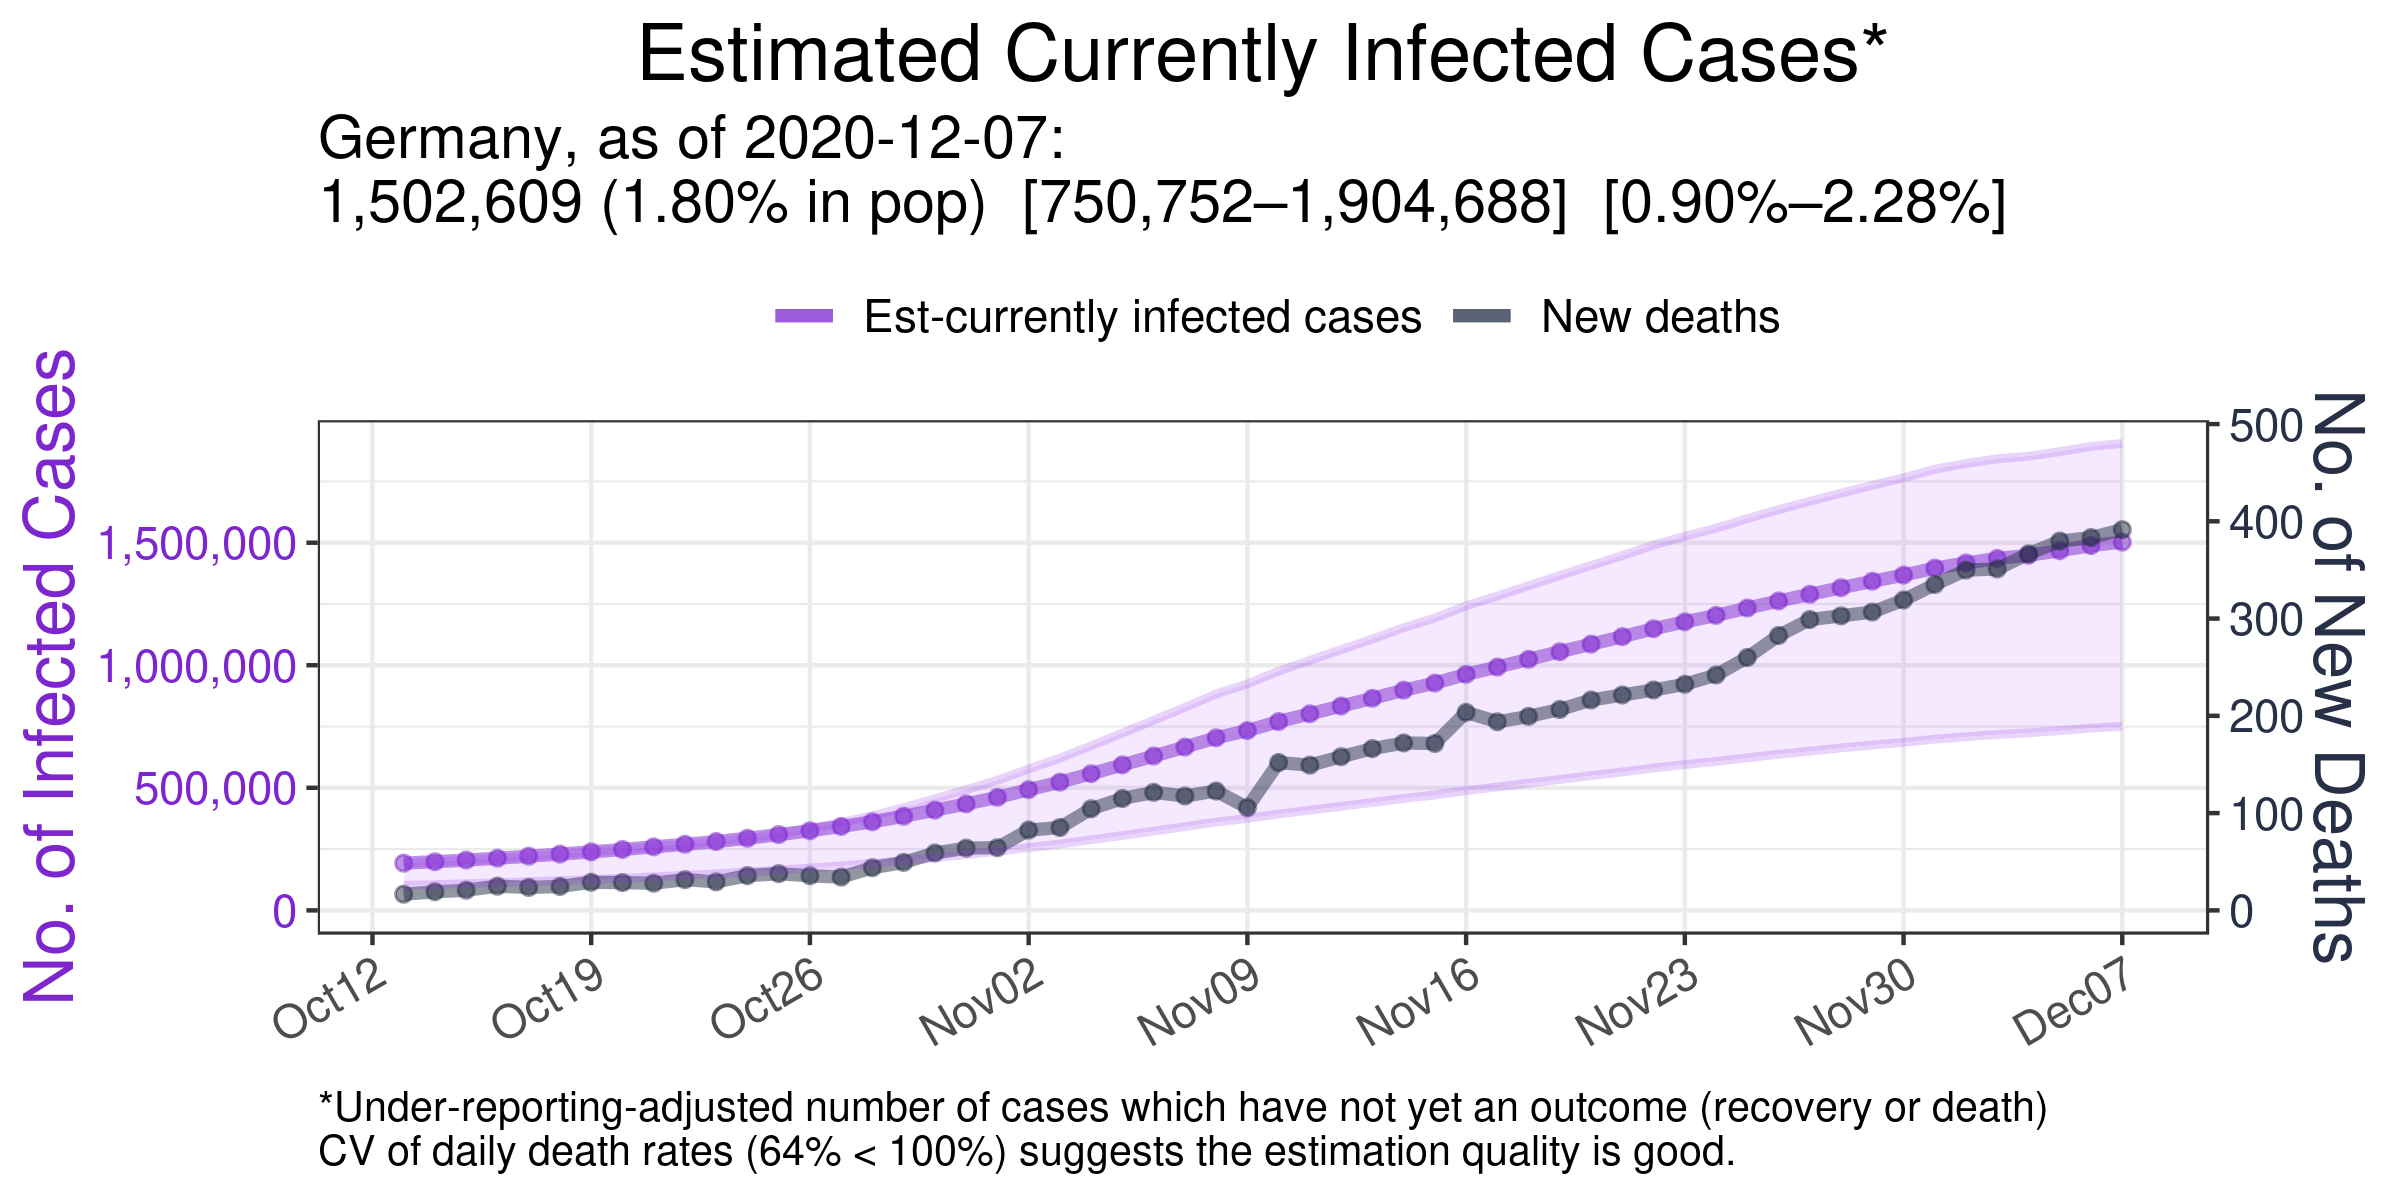 Estimated Currently Infected Cases*
Germany, as of 2020-12-07:
1,502,609 (1.80% in pop) [750,752–1,904,688] [0.90%–2.28%]
Est-currently infected cases New deaths
No. of Infected Cases
1,500,000
1,000,000
500,000
0
500
400
300
200
100
0
No. of New Deaths
Oct12 Oct19 Oct26 Nov02 Nov09 Nov16 Nov23 Nov30 Dec07
*Under-reporting-adjusted number of cases which have not yet an outcome (recovery or death)
CV of daily death rates (64% < 100%) suggests the estimation quality is good.